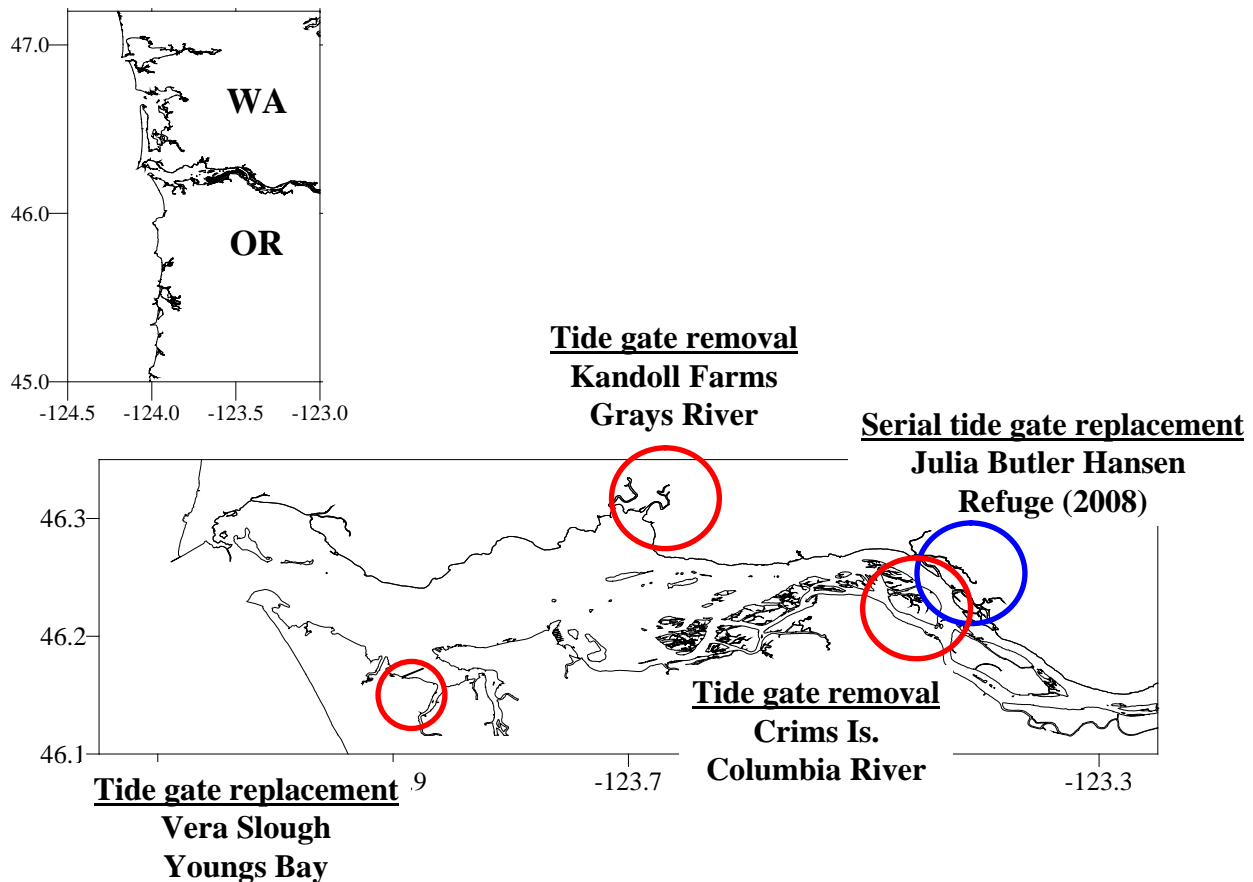 47.0
WA
46.0
OR
45.0
-124.5 -124.0 -123.5 -123.0
Tide gate removal
Kandoll Farms
Grays River
Serial tide gate replacement
Julia Butler Hansen
Refuge (2008)
46.3
46.2
46.1
Tide gate removal
Crims Is.
Columbia River
.9
-123.7
-123.3
Tide gate replacement
Vera Slough
Youngs Bay